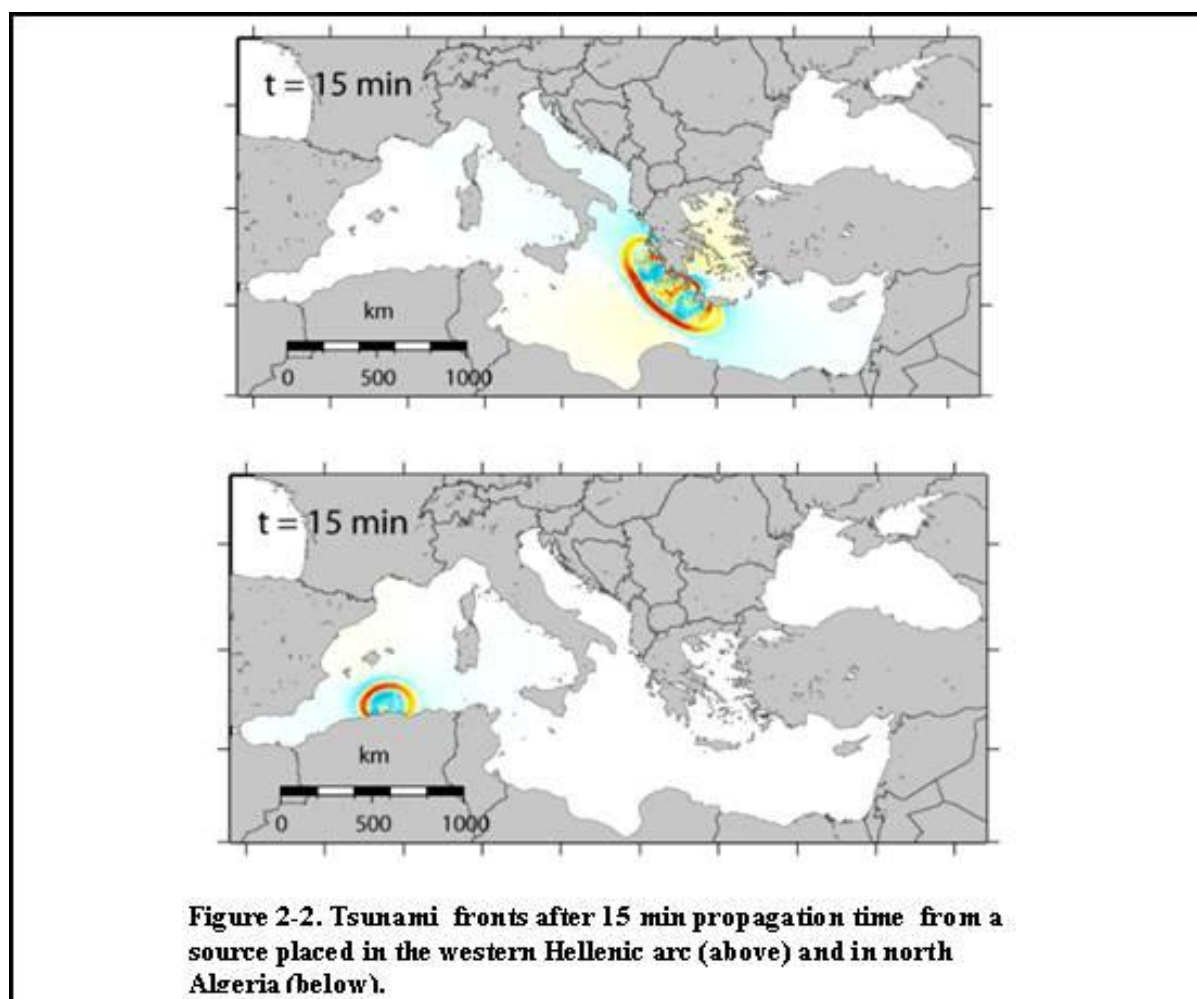 t = 15 min
km
0 500 1000
t = 15 min
km
0 500 1000
Figure 2-2. Tsunami fronts after 15 min propagation time from a
source placed in the western Hellenic arc (above) and in north
Algeria (below).